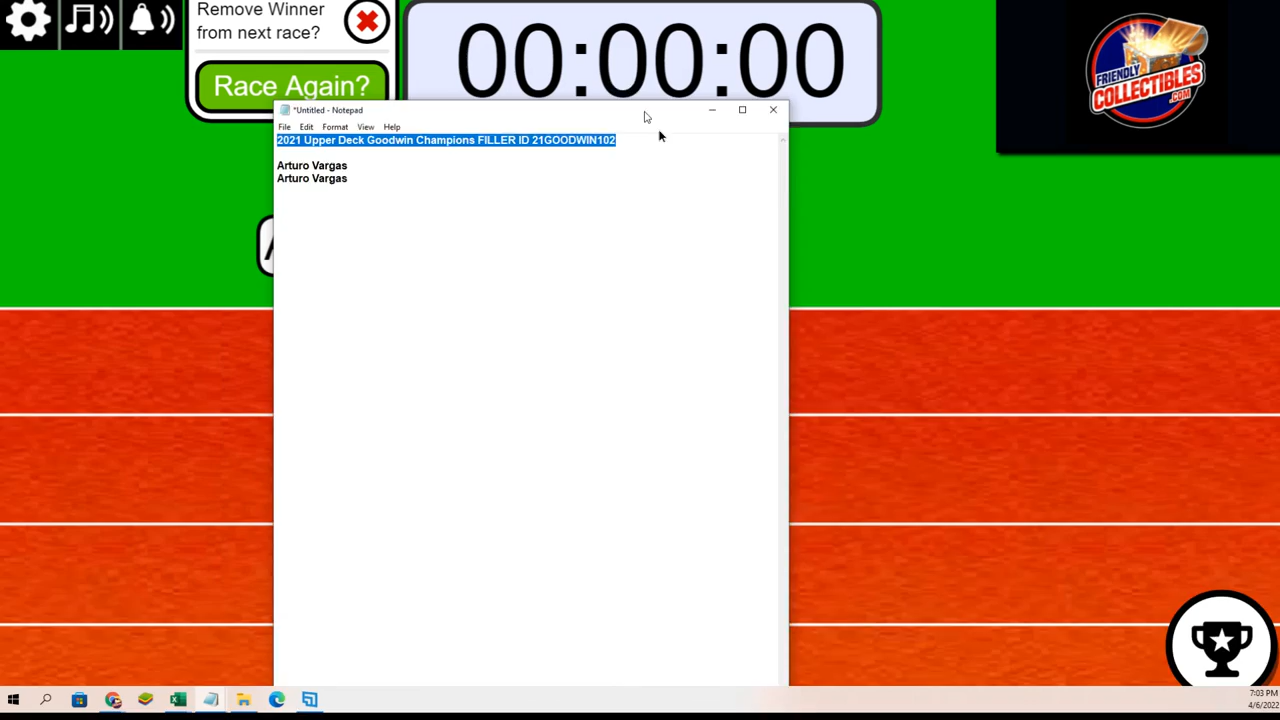 Remove Winner
from next race?
Race Again?
00:00:00
FRIENDLY
COLLECTIBLES
.COM
*Untitled - Notepad
File Edit Format View Help
2021 Upper Deck Goodwin Champions FILLER ID 21GOODWIN102
Arturo Vargas
Arturo Vargas
7:03 PM
4/6/2022